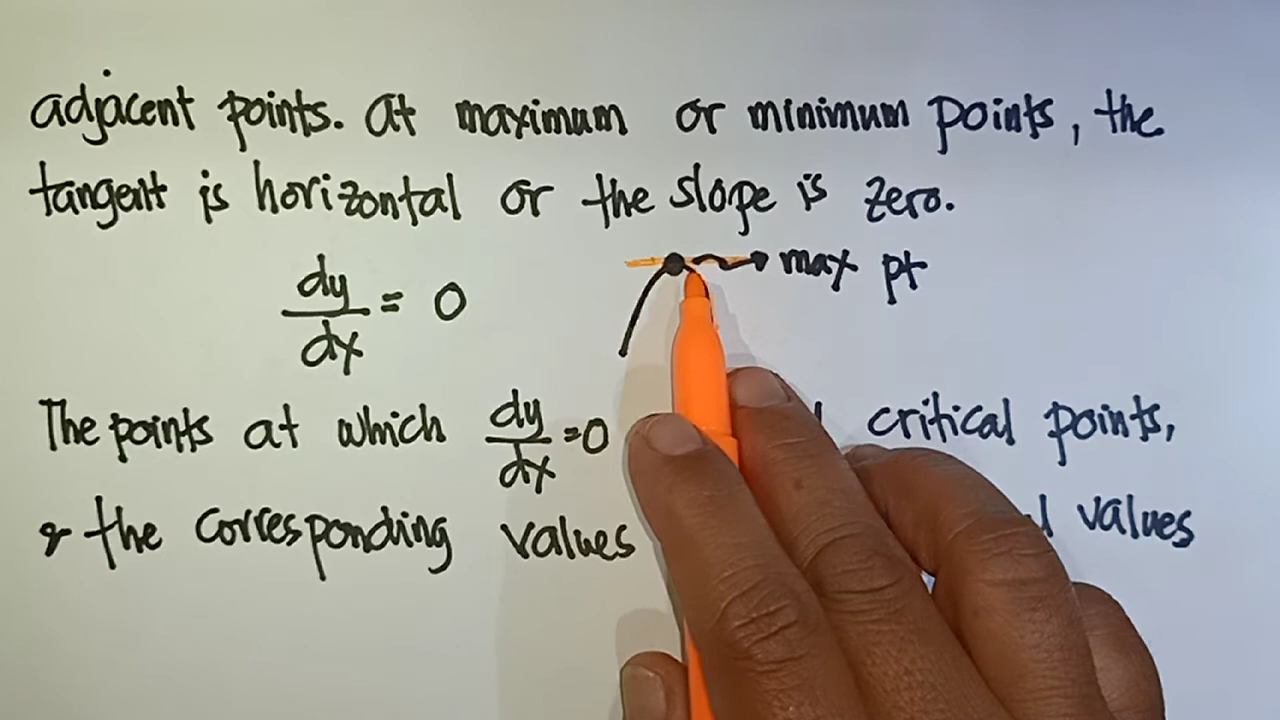 adjacent points. at maximum or minimum points, the
tangent is horizontal or the slope is zero.
dy/dx = 0
max pt
The points at which dy/dx =0 critical points,
& the corresponding values values